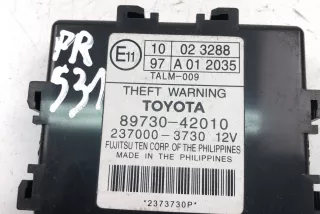 PR
531
E11
10 02 3288
97 A 01 2035
TALM-009
THEFT WARNING
TOYOTA
89730-42010
237000-3730 12V
FUJITSU TEN CORP. OF THE PHILIPPINES
MADE IN THE PHILIPPINES
*2373730P*